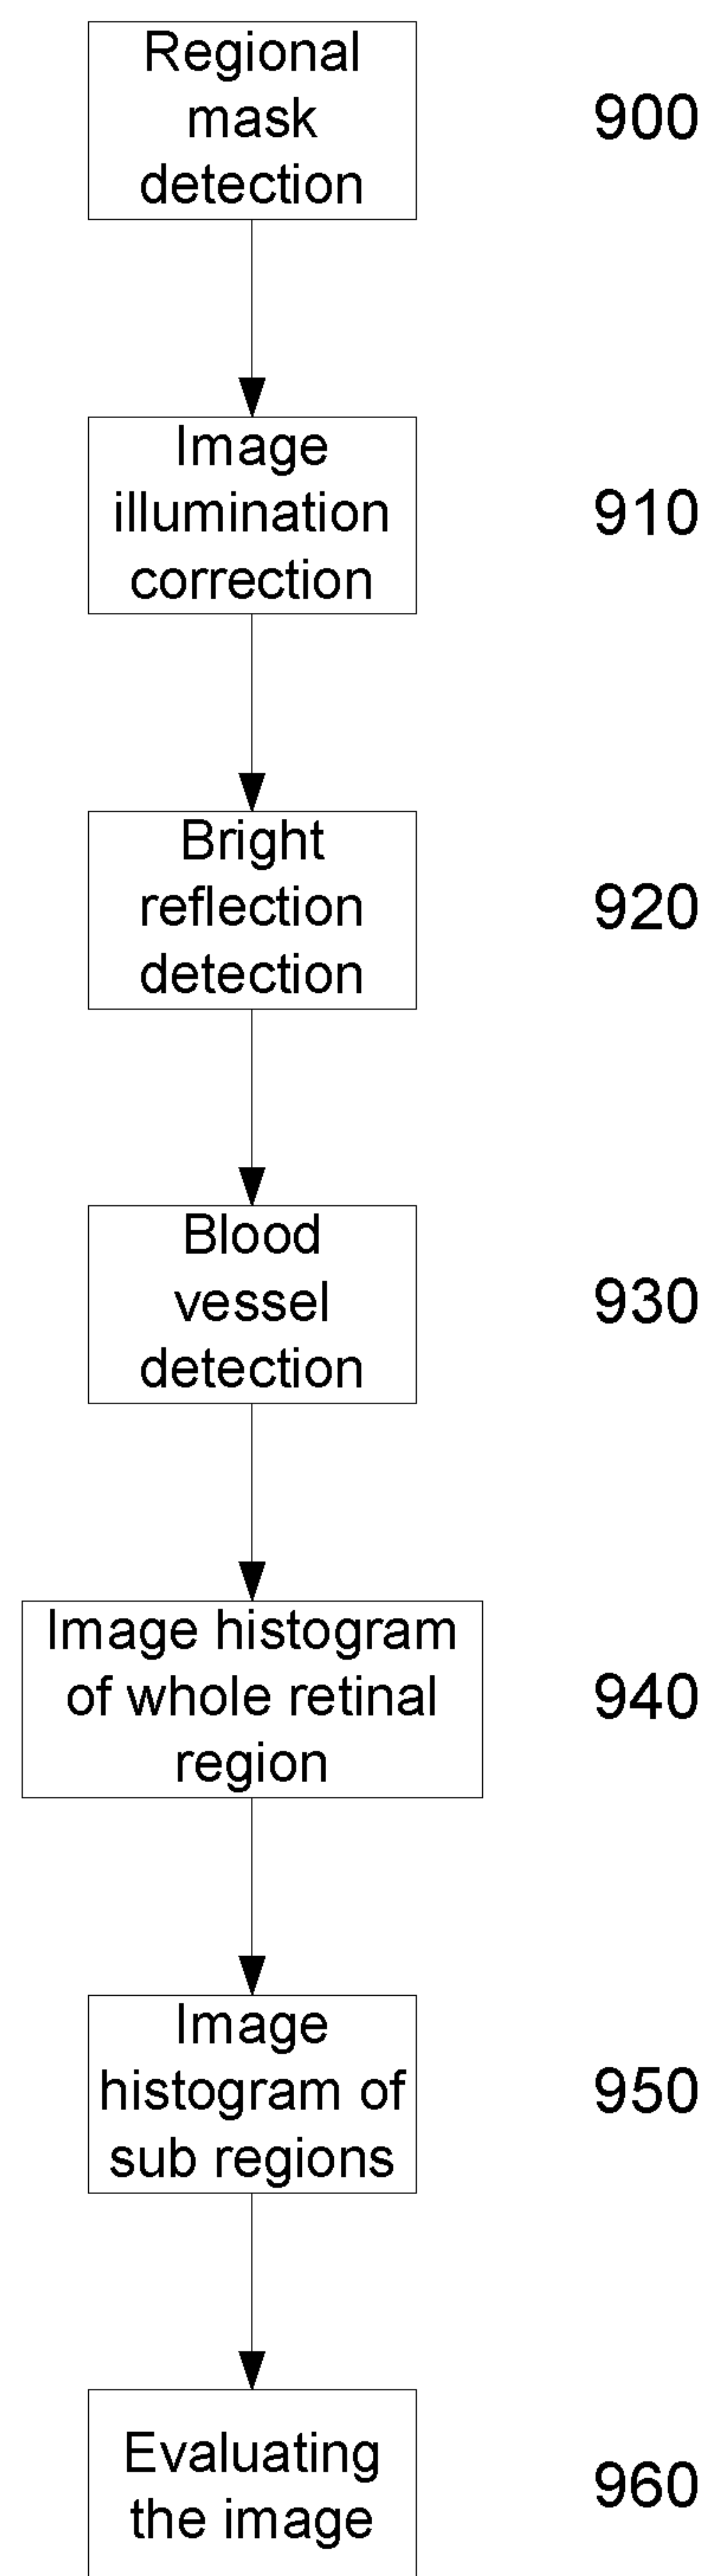 Regional
mask
detection
900
Image
illumination
correction
910
Bright
reflection
detection
920
Blood
vessel
detection
930
Image histogram
of whole retinal
region
940
Image
histogram of
sub regions
950
Evaluating
the image
960